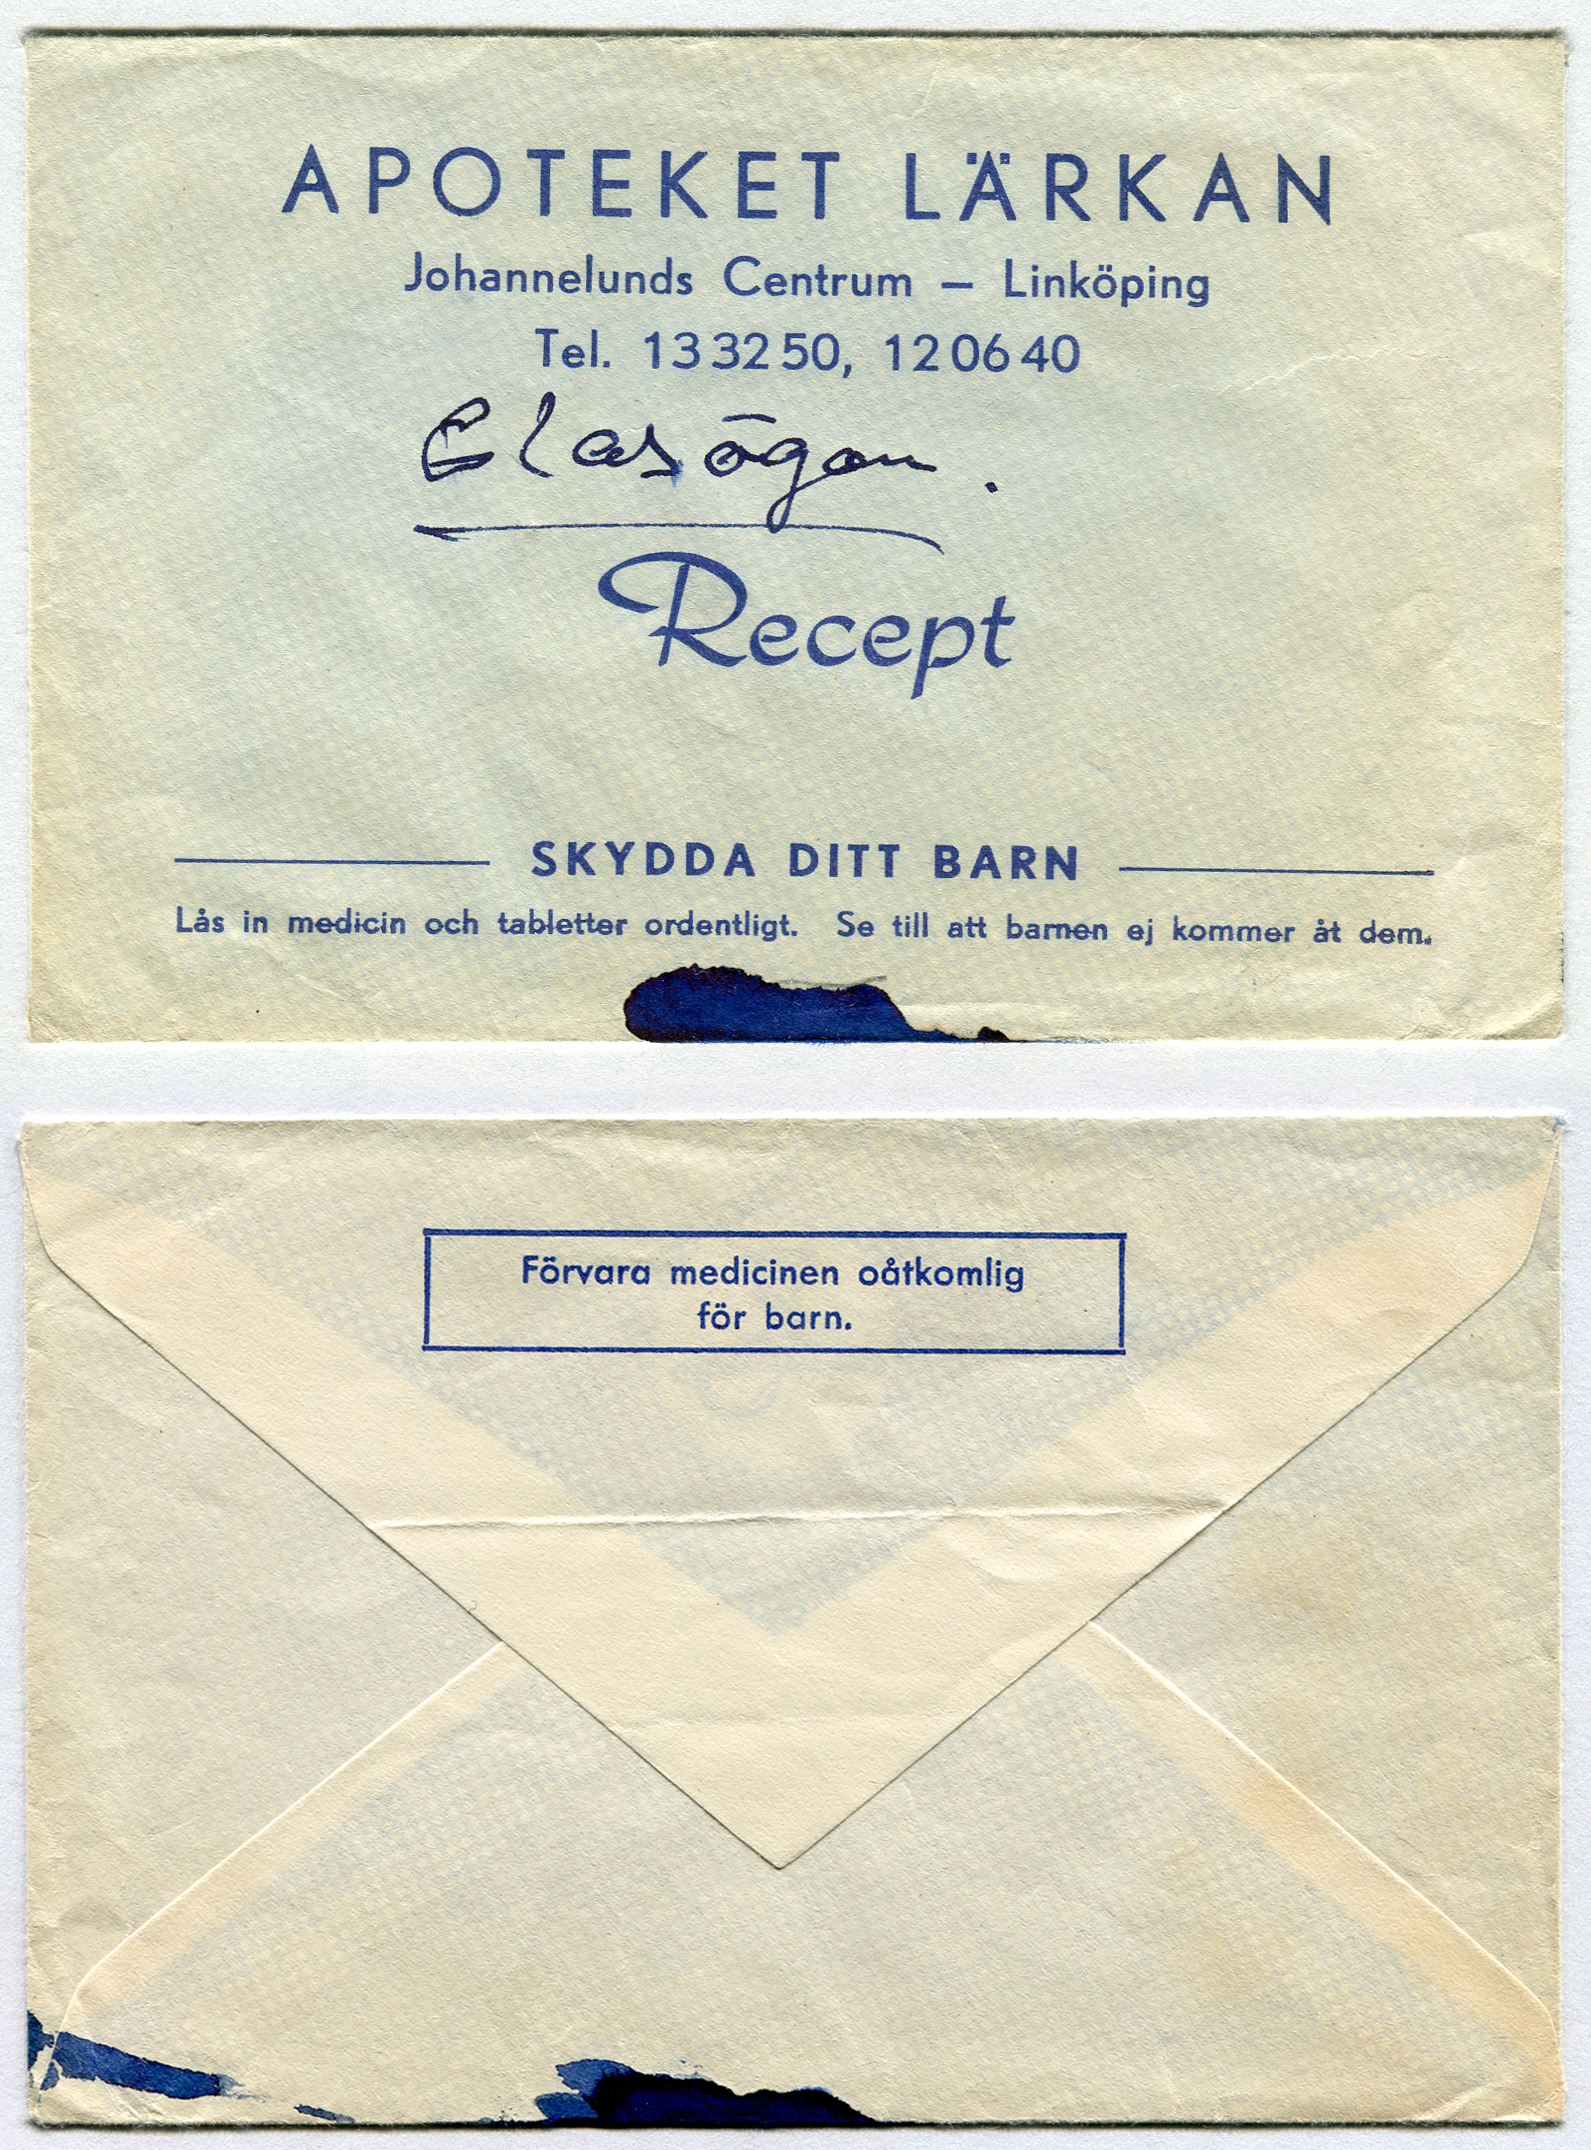 APOTEKET LÄRKAN
Johannelunds Centrum – Linköping
Tel. 13 32 50, 12 06 40
Glasögon.
Recept
SKYDDA DITT BARN
Lås in medicin och tabletter ordentligt. Se till att barnen ej kommer åt dem.
Förvara medicinen oåtkomlig
för barn.